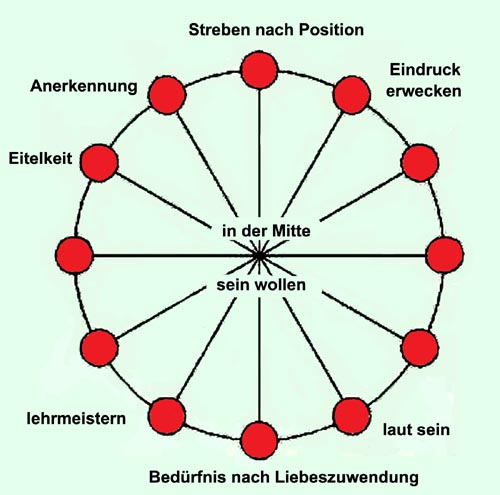 Streben nach Position
Eindruck
erwecken
Anerkennung
Eitelkeit
in der Mitte
sein wollen
lehrmeistern
laut sein
Bedürfnis nach Liebeszuwendung